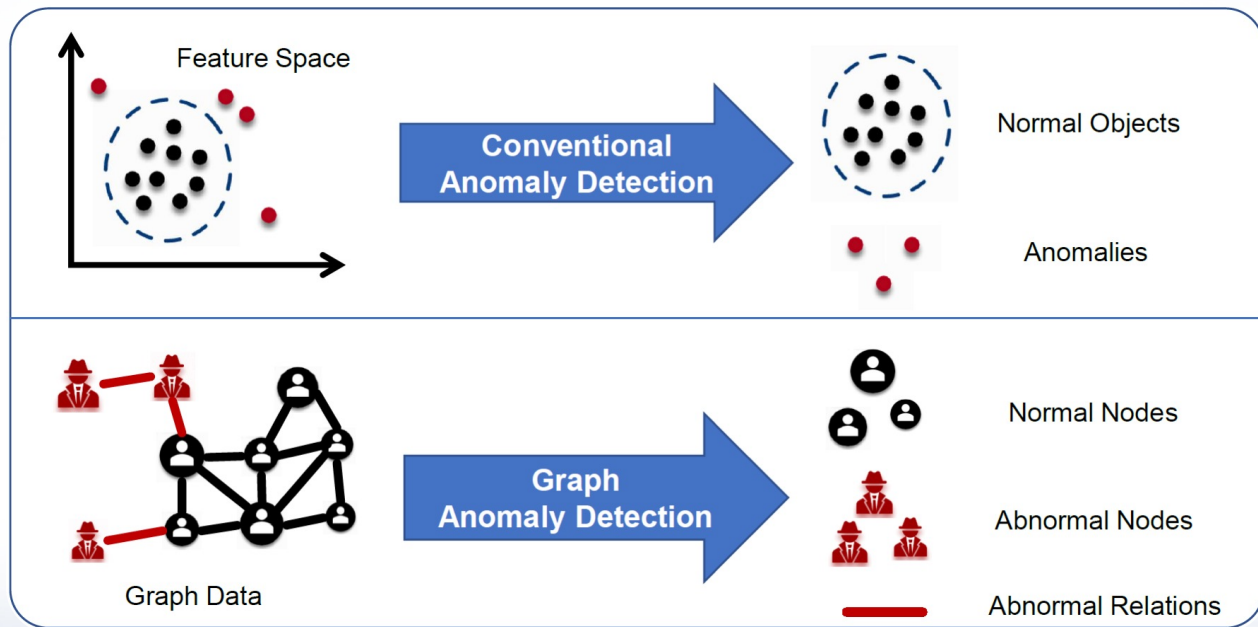 Feature Space
Conventional
Anomaly Detection
Normal Objects
Anomalies
Graph Data
Graph
Anomaly Detection
Normal Nodes
Abnormal Nodes
Abnormal Relations